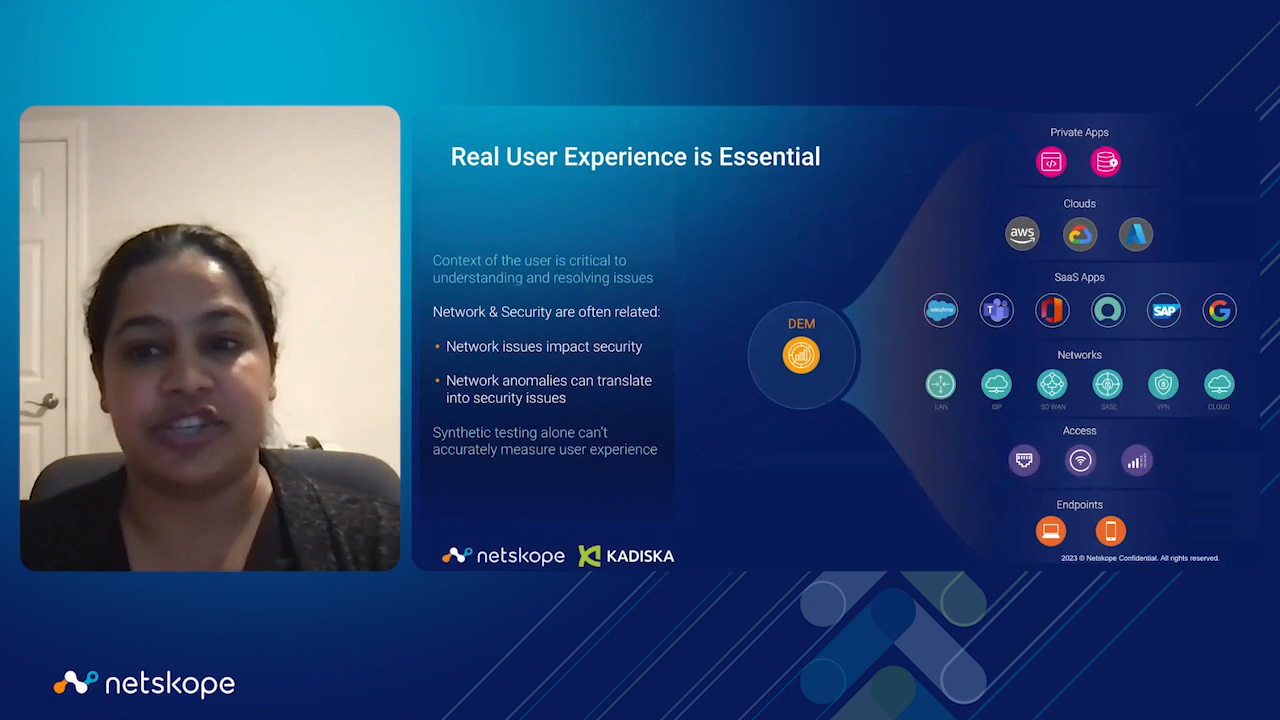 Real User Experience is Essential
Context of the user is critical to
understanding and resolving issues
Network & Security are often related:
• Network issues impact security
• Network anomalies can translate
into security issues
Synthetic testing alone can't
accurately measure user experience
netskope KADISKA
DEM
Private Apps
Clouds
aws
SaaS Apps
salesforce
SAP
Networks
LAN ISP SD WAN SASE VPN CLOUD
Access
Endpoints
2023 © Netskope Confidential. All rights reserved.
netskope